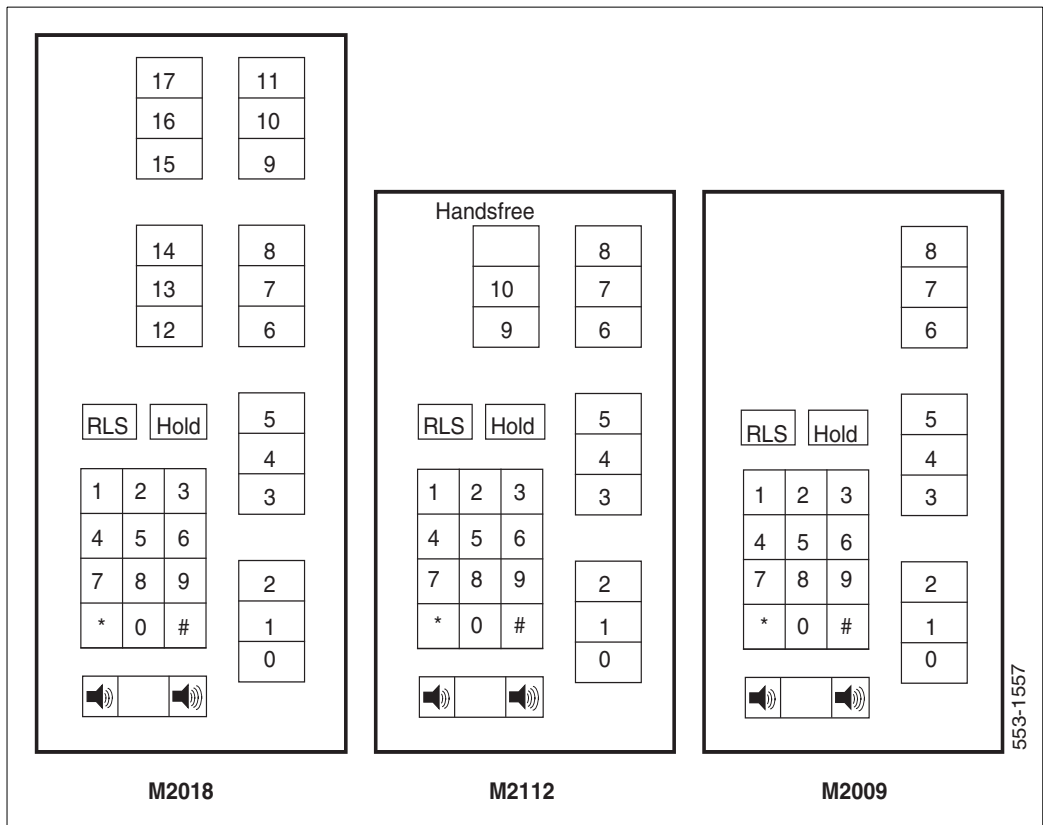 17 11
16 10
15 9
14 8
13 7
12 6
RLS Hold 5
4
1 2 3 3
4 5 6
7 8 9 2
* 0 # 1
0
M2018
Handsfree
8
10 7
9 6
RLS Hold 5
4
1 2 3 3
4 5 6
7 8 9 2
* 0 # 1
0
M2112
8
7
6
RLS Hold 5
4
1 2 3 3
4 5 6
7 8 9 2
* 0 # 1
0
M2009
553-1557